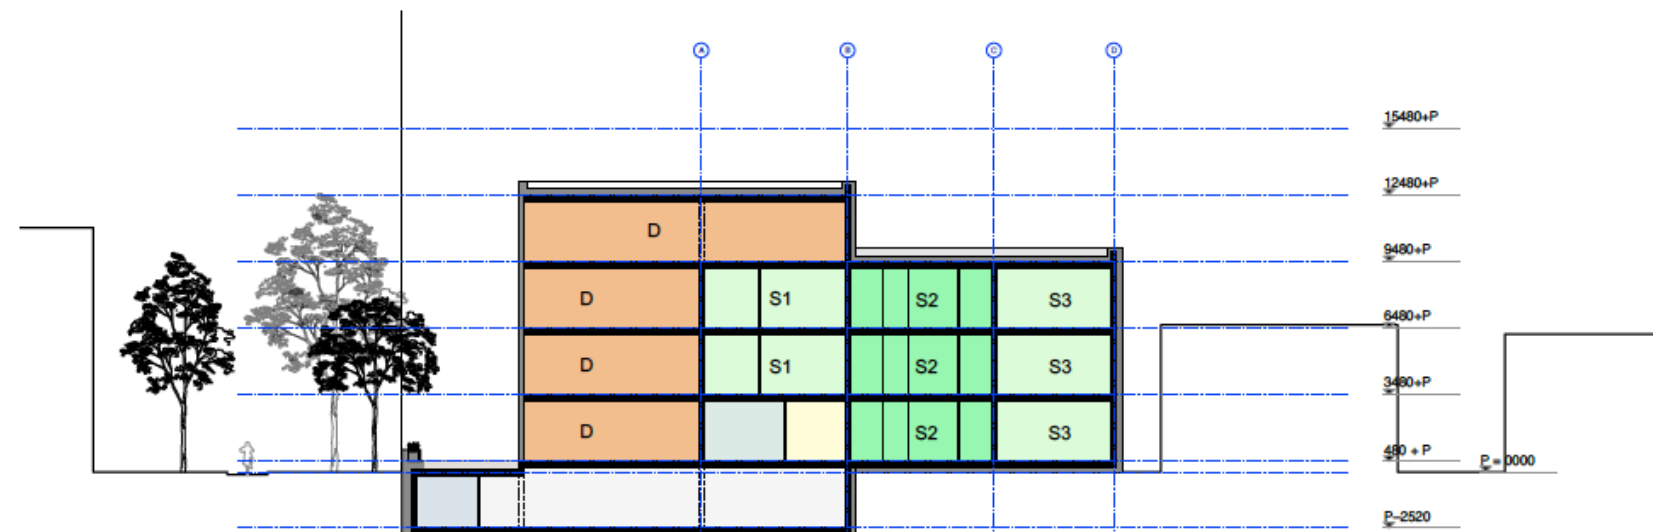 A B C D
15480+P
12480+P
D
9480+P
D S1 S2 S3
6480+P
D S1 S2 S3
3480+P
D S2 S3
480 + P
P = 0000
P-2520